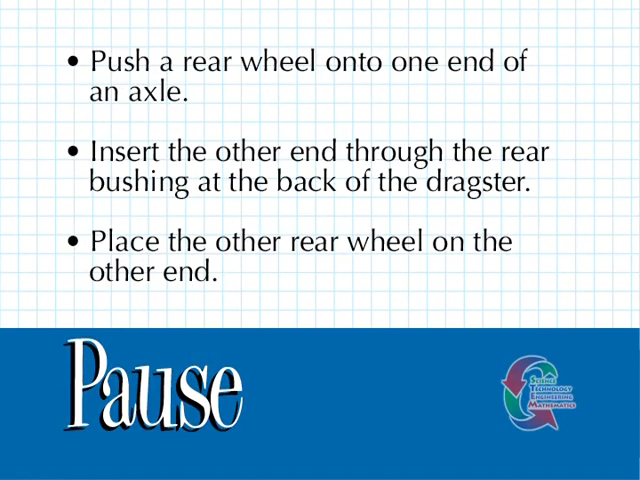 • Push a rear wheel onto one end of
an axle.
• Insert the other end through the rear
bushing at the back of the dragster.
• Place the other rear wheel on the
other end.
Pause
Science
Technology
Engineering
Mathematics